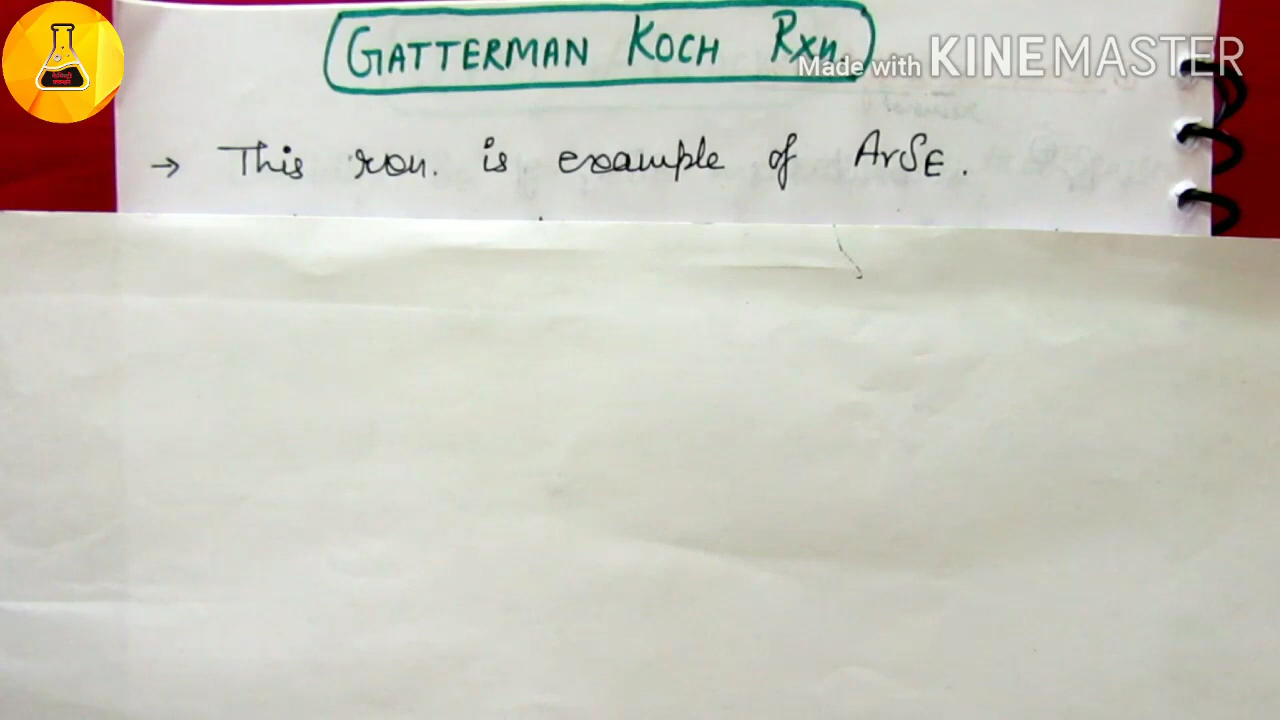 GATTERMAN KOCH Rxn
Made with KINEMASTER
→ This rxn. is example of ArSE.